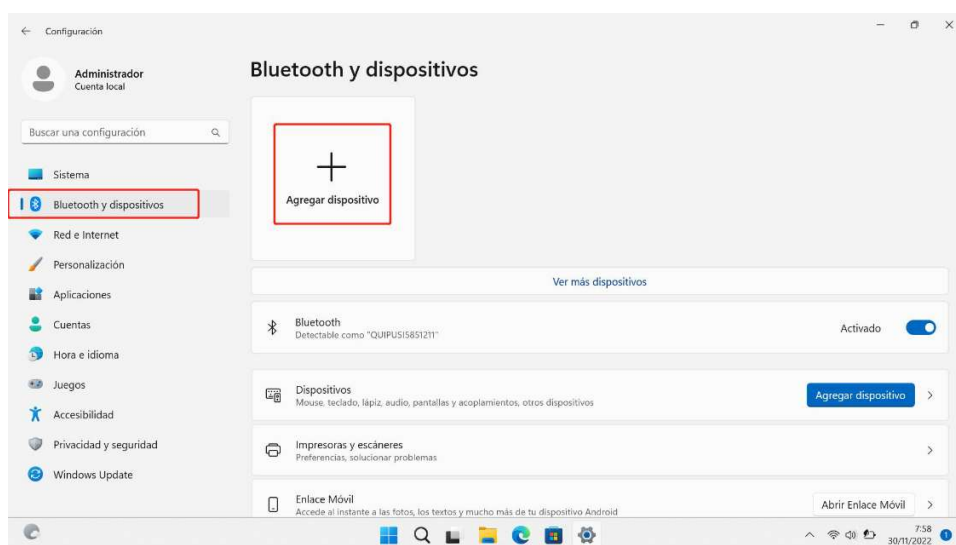 Configuración
Administrador
Cuenta local
Buscar una configuración
Sistema
Bluetooth y dispositivos
Red e Internet
Personalización
Aplicaciones
Cuentas
Hora e idioma
Juegos
Accesibilidad
Privacidad y seguridad
Windows Update
Bluetooth y dispositivos
Agregar dispositivo
Ver más dispositivos
Bluetooth
Detectable como "QUIPUSI5851211"
Activado
Dispositivos
Mouse, teclado, lápiz, audio, pantallas y acoplamientos, otros dispositivos
Agregar dispositivo
Impresoras y escáneres
Preferencias, solucionar problemas
Enlace Móvil
Accede al instante a las fotos, los textos y mucho más de tu dispositivo Android
Abrir Enlace Móvil
7:58
30/11/2022
1